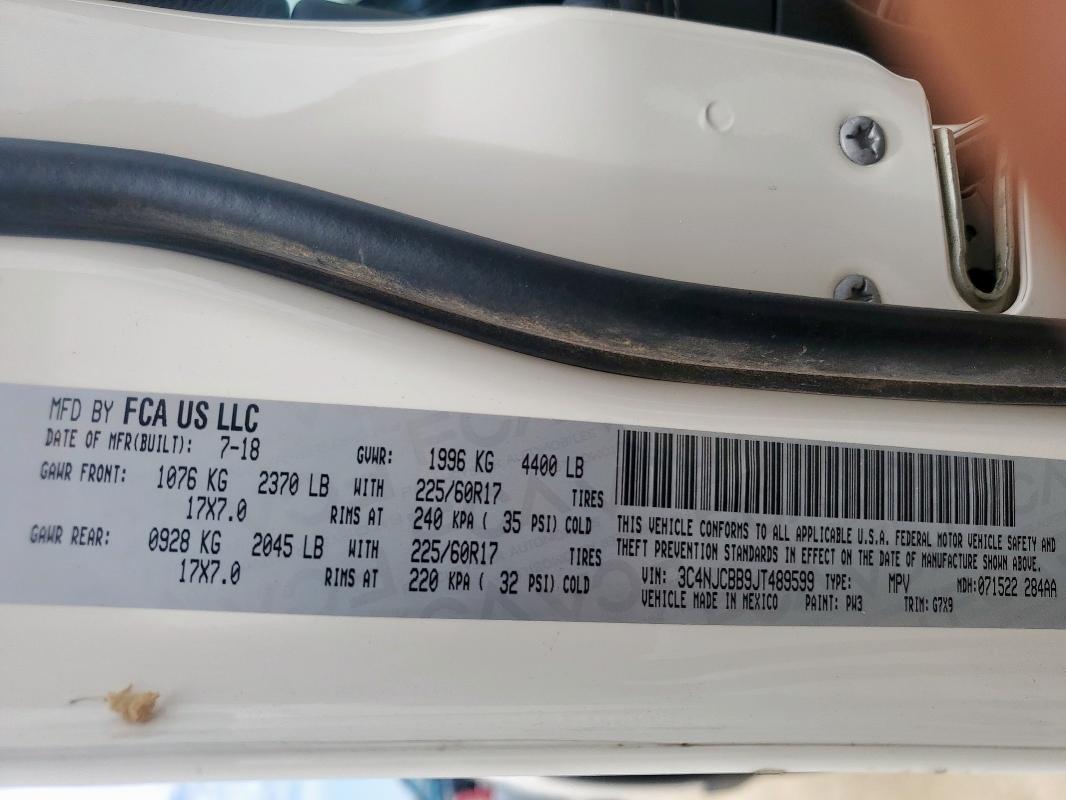 MFD BY FCA US LLC
DATE OF MFR(BUILT): 7-18 GVWR: 1996 KG 4400 LB
GAWR FRONT: 1076 KG 2370 LB WITH 225/60R17 TIRES
17X7.0 RIMS AT 240 KPA ( 35 PSI) COLD
GAWR REAR: 0928 KG 2045 LB WITH 225/60R17 TIRES
17X7.0 RIMS AT 220 KPA ( 32 PSI) COLD
THIS VEHICLE CONFORMS TO ALL APPLICABLE U.S.A. FEDERAL MOTOR VEHICLE SAFETY AND
THEFT PREVENTION STANDARDS IN EFFECT ON THE DATE OF MANUFACTURE SHOWN ABOVE.
VIN: 3C4NJCBB9JT489599 TYPE: MPV MDH:071522 284AA
VEHICLE MADE IN MEXICO PAINT: PW3 TRIM: G7X9